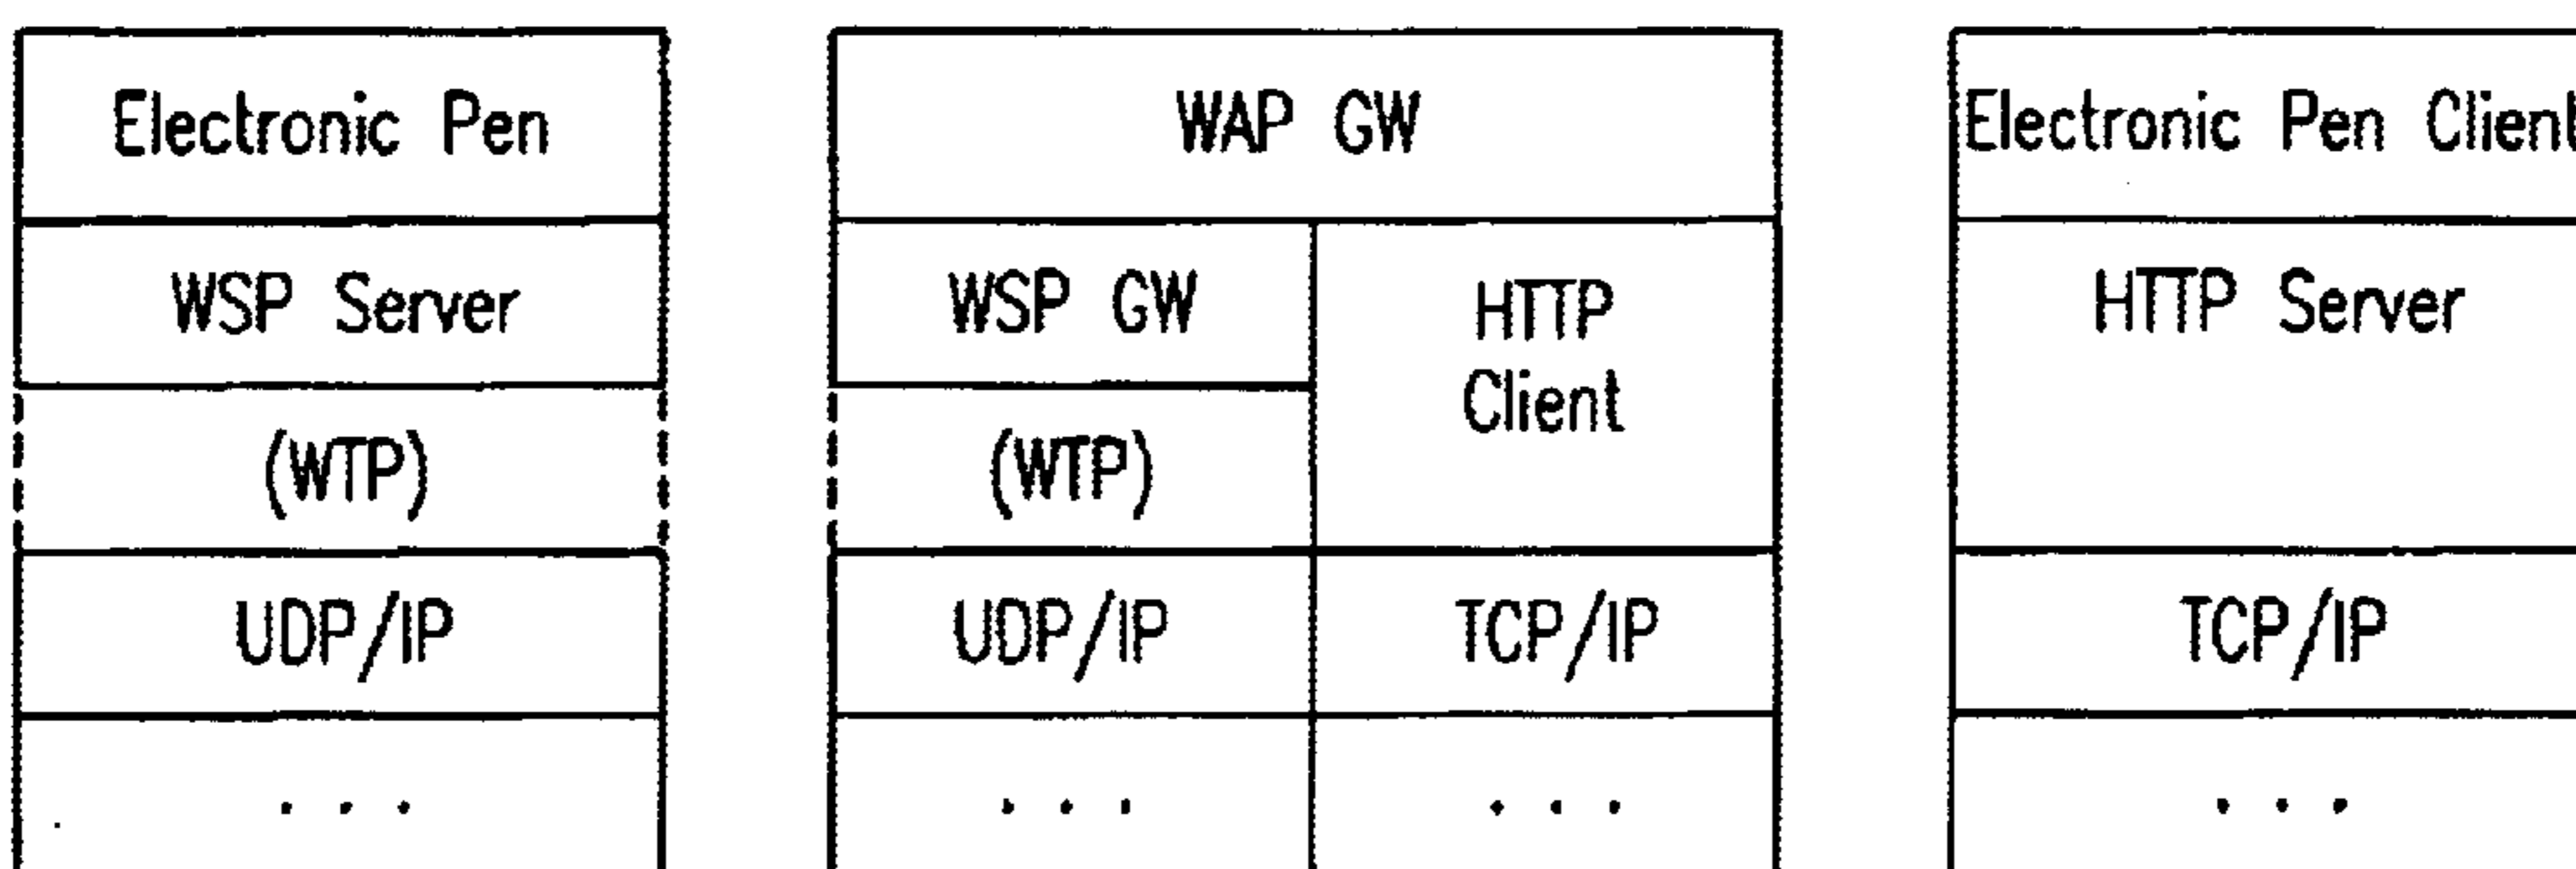 Electronic Pen
WSP Server
(WTP)
UDP/IP
. . .
WAP GW
WSP GW
(WTP)
UDP/IP
. . .
HTTP
Client
TCP/IP
. . .
Electronic Pen Client
HTTP Server
TCP/IP
. . .